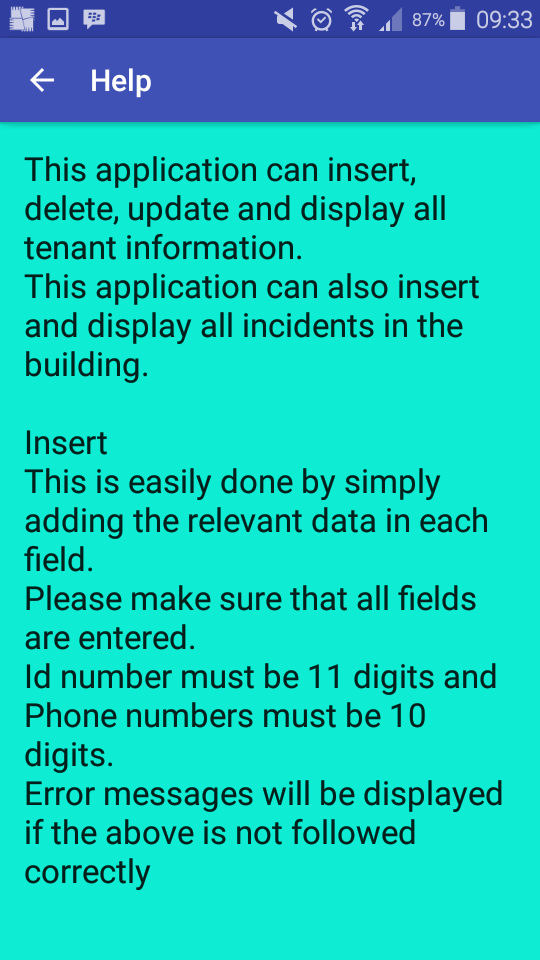 87% 09:33
Help
This application can insert,
delete, update and display all
tenant information.
This application can also insert
and display all incidents in the
building.
Insert
This is easily done by simply
adding the relevant data in each
field.
Please make sure that all fields
are entered.
Id number must be 11 digits and
Phone numbers must be 10
digits.
Error messages will be displayed
if the above is not followed
correctly